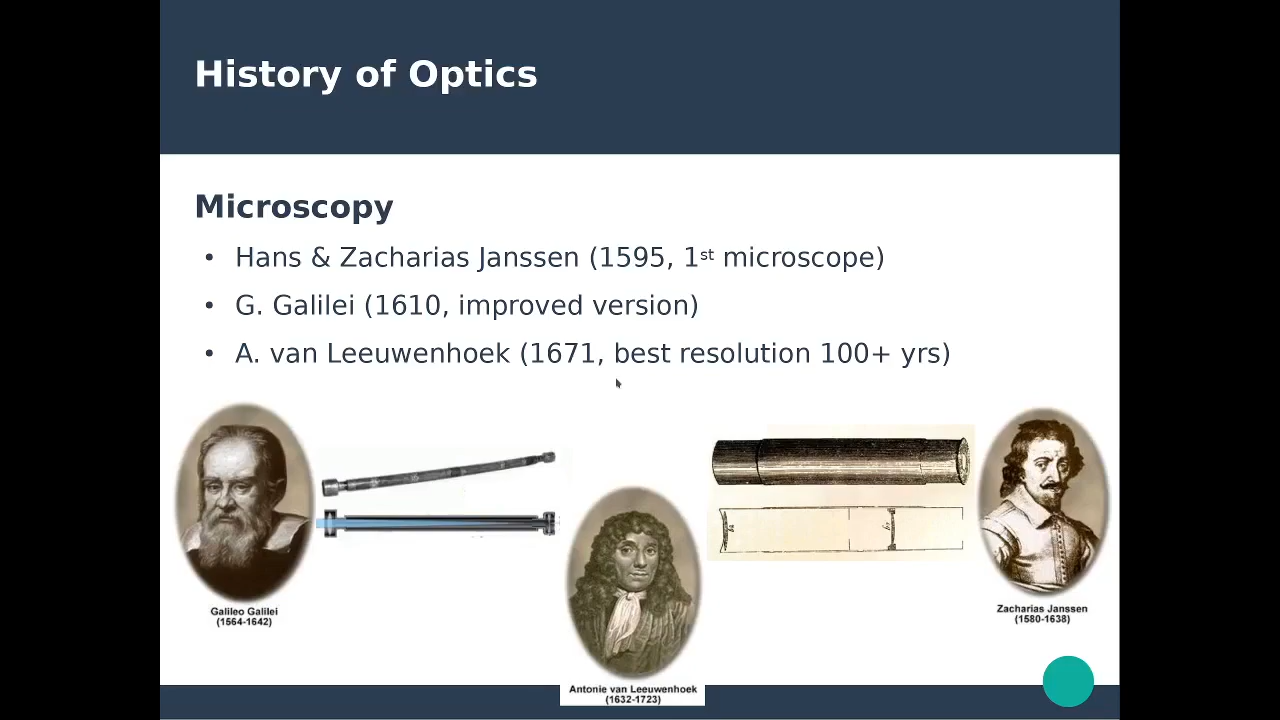 History of Optics
Microscopy
• Hans & Zacharias Janssen (1595, 1st microscope)
• G. Galilei (1610, improved version)
• A. van Leeuwenhoek (1671, best resolution 100+ yrs)
Galileo Galilei
(1564-1642)
Antonie van Leeuwenhoek
(1632-1723)
Zacharias Janssen
(1580-1638)